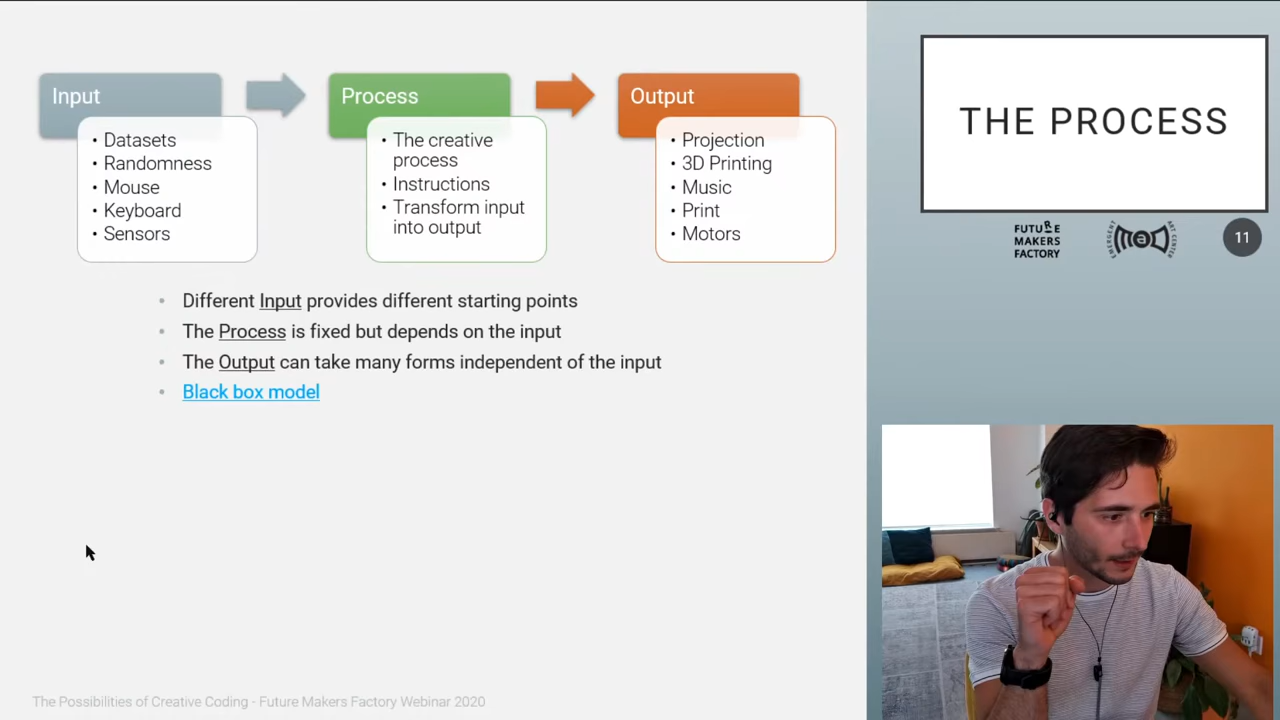 Input
• Datasets
• Randomness
• Mouse
• Keyboard
• Sensors
Process
• The creative
process
• Instructions
• Transform input
into output
Output
• Projection
• 3D Printing
• Music
• Print
• Motors
• Different Input provides different starting points
• The Process is fixed but depends on the input
• The Output can take many forms independent of the input
• Black box model
The Possibilities of Creative Coding - Future Makers Factory Webinar 2020
THE PROCESS
FUTURE
MAKERS
FACTORY
EMERGENT
a
ART CENTER
11